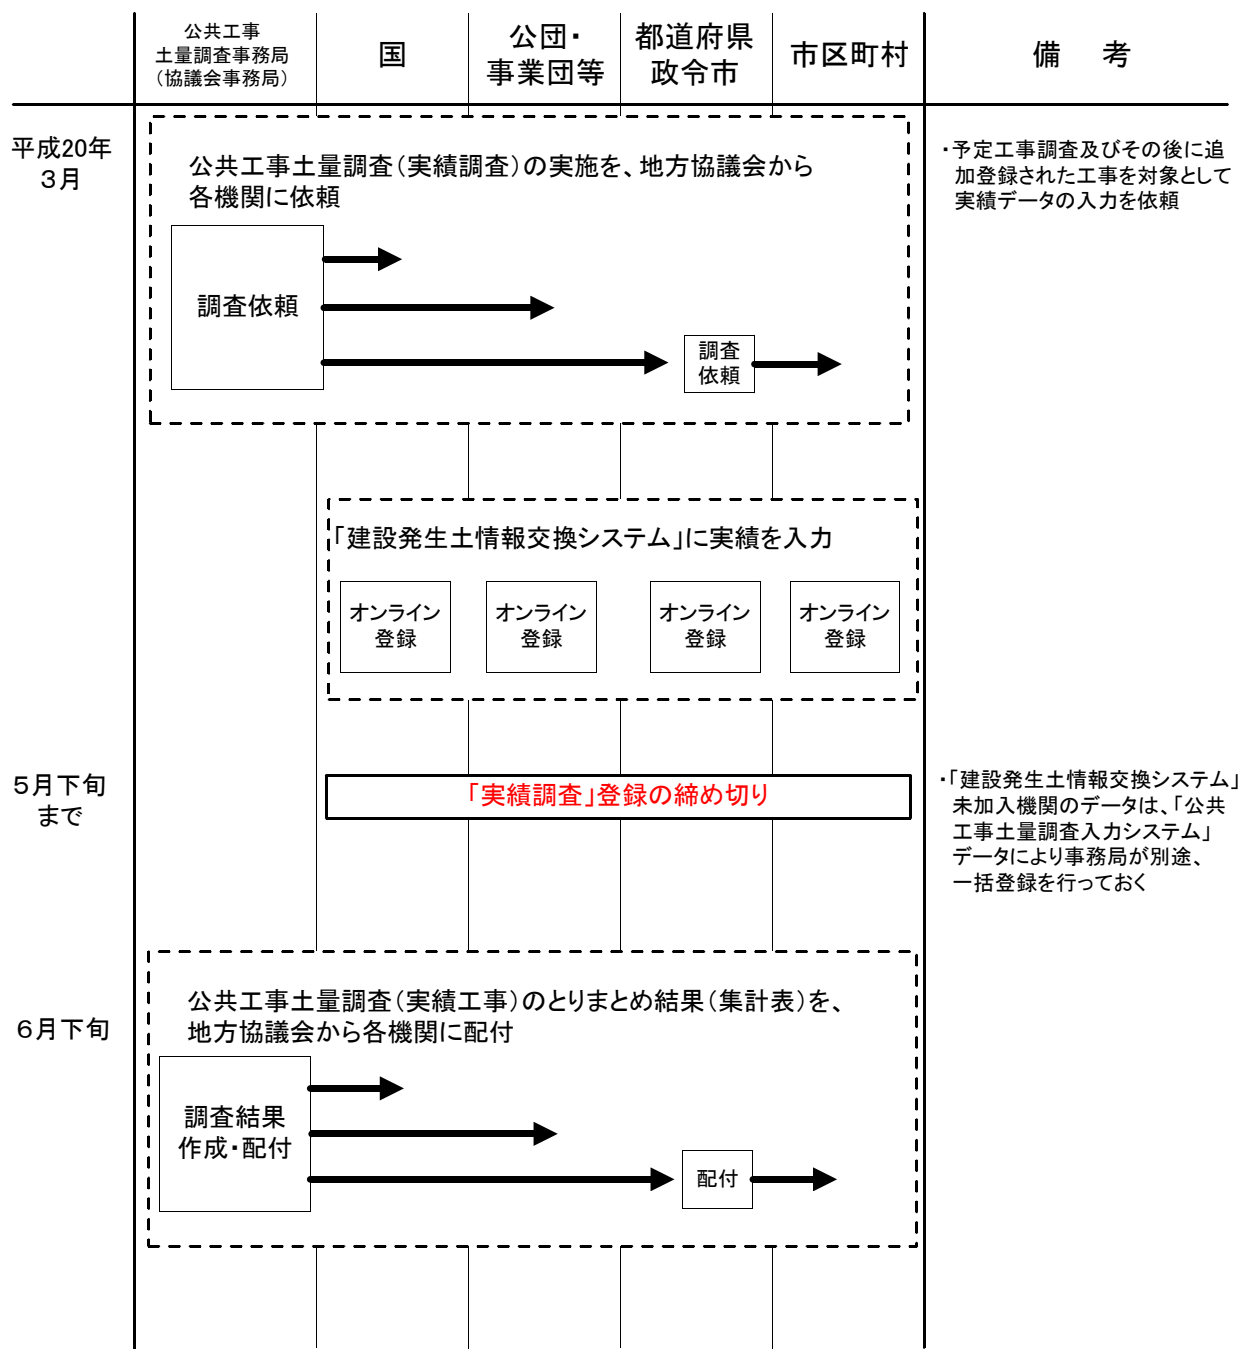 公共工事
土量調査事務局
（協議会事務局）
国
公団・
事業団等
都道府県
政令市
市区町村
備　考
平成20年
３月
公共工事土量調査（実績調査）の実施を、地方協議会から
各機関に依頼
・予定工事調査及びその後に追
加登録された工事を対象として
実績データの入力を依頼
調査依頼
調査
依頼
「建設発生土情報交換システム」に実績を入力
オンライン
登録
オンライン
登録
オンライン
登録
オンライン
登録
５月下旬
まで
「実績調査」登録の締め切り
・「建設発生土情報交換システム」
未加入機関のデータは、「公共
工事土量調査入力システム」
データにより事務局が別途、
一括登録を行っておく
６月下旬
公共工事土量調査（実績工事）のとりまとめ結果（集計表）を、
地方協議会から各機関に配付
調査結果
作成・配付
配付